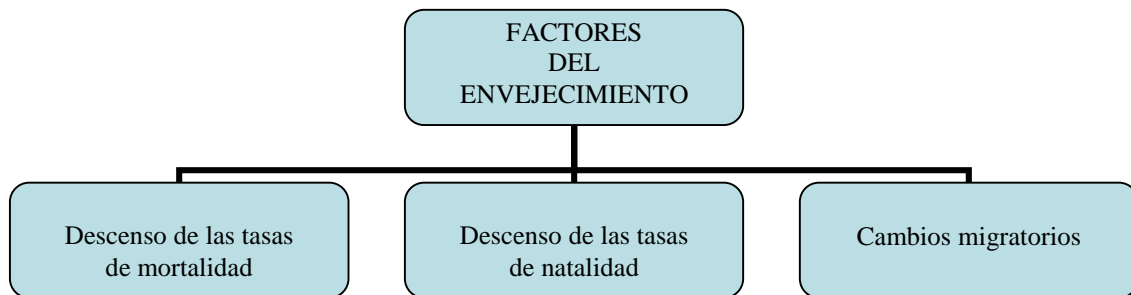 FACTORES
DEL
ENVEJECIMIENTO
Descenso de las tasas
de mortalidad
Descenso de las tasas
de natalidad
Cambios migratorios